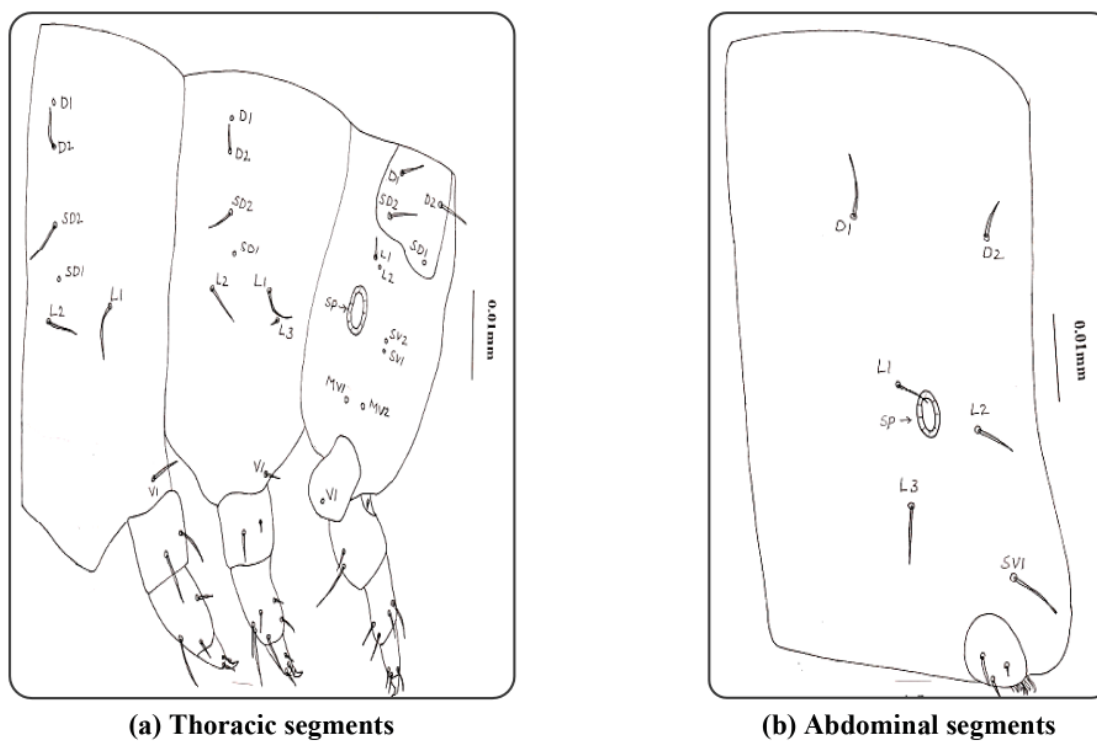 D1
D2
SD2
SD1
L2
L1
V1
D1
D2
SD2
SD1
L2
L1
L3
V1
D1
D2
SD2
SD1
L1
L2
SP→
SV2
SV1
MV1
MV2
V1
0.01mm
(a) Thoracic segments
D1
D2
L1
SP →
L2
L3
SV1
0.01mm
(b) Abdominal segments